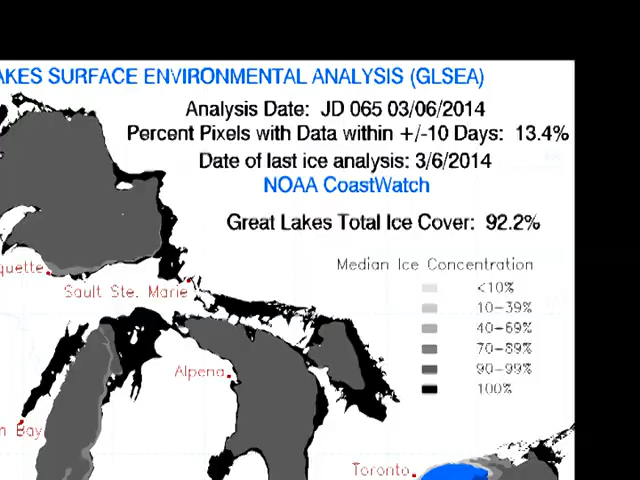 AKES SURFACE ENVIRONMENTAL ANALYSIS (GLSEA)
Analysis Date: JD 065 03/06/2014
Percent Pixels with Data within +/-10 Days: 13.4%
Date of last ice analysis: 3/6/2014
NOAA CoastWatch
Great Lakes Total Ice Cover: 92.2%
Median Ice Concentration
<10%
10-39%
40-69%
70-89%
90-99%
100%
quette
Sault Ste. Marie
Alpena
n Bay
Toronto